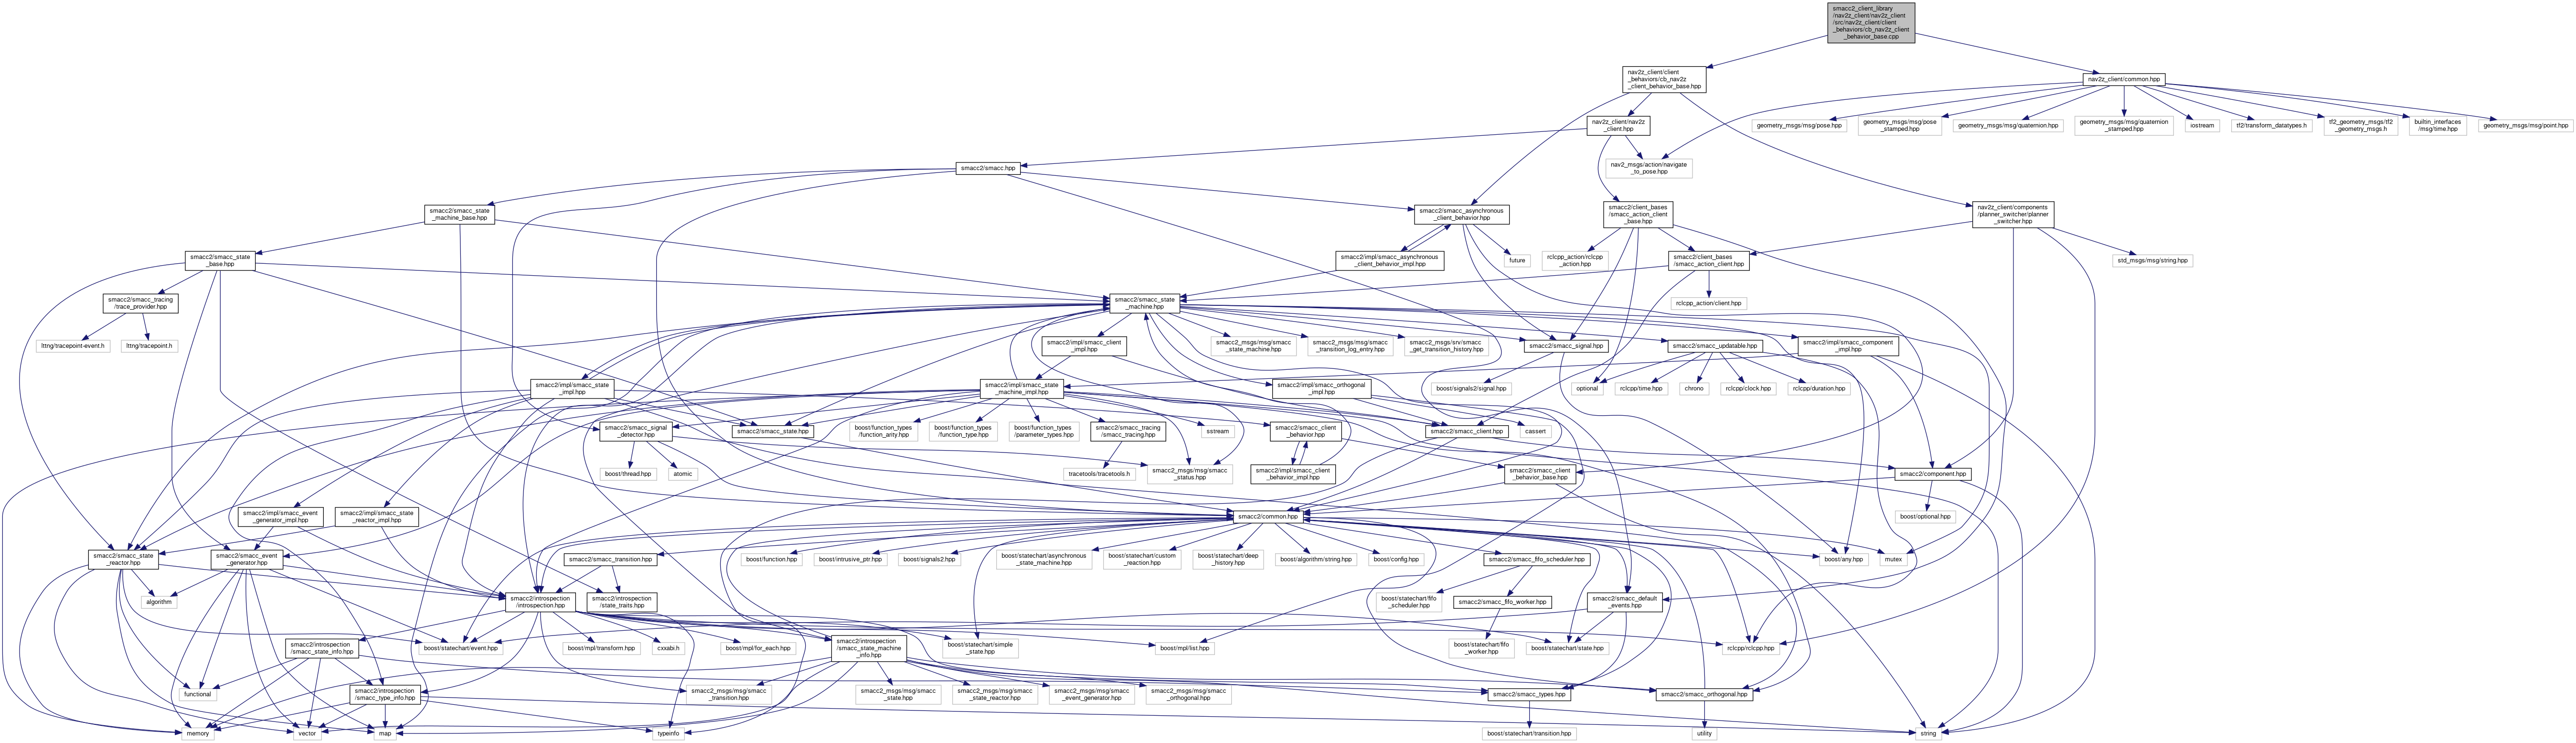 smacc2_client_library
/nav2z_client/nav2z_client
/src/nav2z_client/client
_behaviors/cb_nav2z_client
_behavior_base.cpp
nav2z_client/client
_behaviors/cb_nav2z
_client_behavior_base.hpp
nav2z_client/common.hpp
nav2z_client/nav2z
_client.hpp
geometry_msgs/msg/pose.hpp
geometry_msgs/msg/pose
_stamped.hpp
geometry_msgs/msg/quaternion.hpp
geometry_msgs/msg/quaternion
_stamped.hpp
iostream
tf2/transform_datatypes.h
tf2_geometry_msgs/tf2
_geometry_msgs.h
builtin_interfaces
/msg/time.hpp
geometry_msgs/msg/point.hpp
smacc2/smacc.hpp
nav2_msgs/action/navigate
_to_pose.hpp
smacc2/smacc_state
_machine_base.hpp
smacc2/smacc_asynchronous
_client_behavior.hpp
smacc2/client_bases
/smacc_action_client
_base.hpp
nav2z_client/components
/planner_switcher/planner
_switcher.hpp
smacc2/smacc_state
_base.hpp
smacc2/impl/smacc_asynchronous
_client_behavior_impl.hpp
future
rclcpp_action/rclcpp
_action.hpp
smacc2/client_bases
/smacc_action_client.hpp
std_msgs/msg/string.hpp
smacc2/smacc_tracing
/trace_provider.hpp
smacc2/smacc_state
_machine.hpp
rclcpp_action/client.hpp
lttng/tracepoint-event.h
lttng/tracepoint.h
smacc2/impl/smacc_client
_impl.hpp
smacc2_msgs/msg/smacc
_state_machine.hpp
smacc2_msgs/msg/smacc
_transition_log_entry.hpp
smacc2_msgs/srv/smacc
_get_transition_history.hpp
smacc2/smacc_signal.hpp
smacc2/smacc_updatable.hpp
smacc2/impl/smacc_component
_impl.hpp
smacc2/impl/smacc_state
_impl.hpp
smacc2/impl/smacc_state
_machine_impl.hpp
smacc2/impl/smacc_orthogonal
_impl.hpp
boost/signals2/signal.hpp
optional
rclcpp/time.hpp
chrono
rclcpp/clock.hpp
rclcpp/duration.hpp
smacc2/smacc_signal
_detector.hpp
smacc2/smacc_state.hpp
boost/function_types
/function_arity.hpp
boost/function_types
/function_type.hpp
boost/function_types
/parameter_types.hpp
smacc2/smacc_tracing
/smacc_tracing.hpp
sstream
smacc2/smacc_client
_behavior.hpp
smacc2/smacc_client.hpp
cassert
boost/thread.hpp
atomic
tracetools/tracetools.h
smacc2_msgs/msg/smacc
_status.hpp
smacc2/impl/smacc_client
_behavior_impl.hpp
smacc2/smacc_client
_behavior_base.hpp
smacc2/component.hpp
smacc2/impl/smacc_event
_generator_impl.hpp
smacc2/impl/smacc_state
_reactor_impl.hpp
smacc2/common.hpp
boost/optional.hpp
smacc2/smacc_state
_reactor.hpp
smacc2/smacc_event
_generator.hpp
smacc2/smacc_transition.hpp
boost/function.hpp
boost/intrusive_ptr.hpp
boost/signals2.hpp
boost/statechart/asynchronous
_state_machine.hpp
boost/statechart/custom
_reaction.hpp
boost/statechart/deep
_history.hpp
boost/algorithm/string.hpp
boost/config.hpp
smacc2/smacc_fifo_scheduler.hpp
boost/any.hpp
mutex
algorithm
smacc2/introspection
/introspection.hpp
smacc2/introspection
/state_traits.hpp
boost/statechart/fifo
_scheduler.hpp
smacc2/smacc_fifo_worker.hpp
smacc2/smacc_default
_events.hpp
smacc2/introspection
/smacc_state_info.hpp
boost/statechart/event.hpp
boost/mpl/transform.hpp
cxxabi.h
boost/mpl/for_each.hpp
smacc2/introspection
/smacc_state_machine
_info.hpp
boost/statechart/simple
_state.hpp
boost/mpl/list.hpp
boost/statechart/fifo
_worker.hpp
boost/statechart/state.hpp
rclcpp/rclcpp.hpp
functional
smacc2/introspection
/smacc_type_info.hpp
smacc2_msgs/msg/smacc
_transition.hpp
smacc2_msgs/msg/smacc
_state.hpp
smacc2_msgs/msg/smacc
_state_reactor.hpp
smacc2_msgs/msg/smacc
_event_generator.hpp
smacc2_msgs/msg/smacc
_orthogonal.hpp
smacc2/smacc_types.hpp
smacc2/smacc_orthogonal.hpp
memory
vector
map
typeinfo
boost/statechart/transition.hpp
utility
string